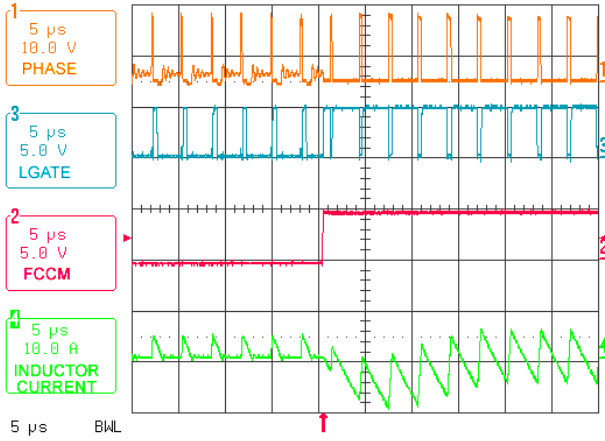 1
5 µs
10.0 V
PHASE
1
3
5 µs
5.0 V
LGATE
3
2
5 µs
5.0 V
FCCM
2
4
5 µs
10.0 A
INDUCTOR
CURRENT
4
5 µs BWL